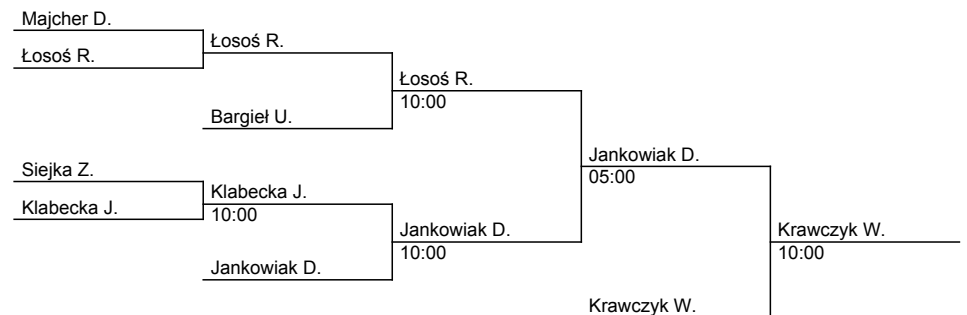 Majcher D.
Łosoś R.
Łosoś R.
Łosoś R.
10:00
Bargieł U.
Jankowiak D.
05:00
Siejka Z.
Klabecka J.
10:00
Klabecka J.
Jankowiak D.
10:00
Krawczyk W.
10:00
Jankowiak D.
Krawczyk W.